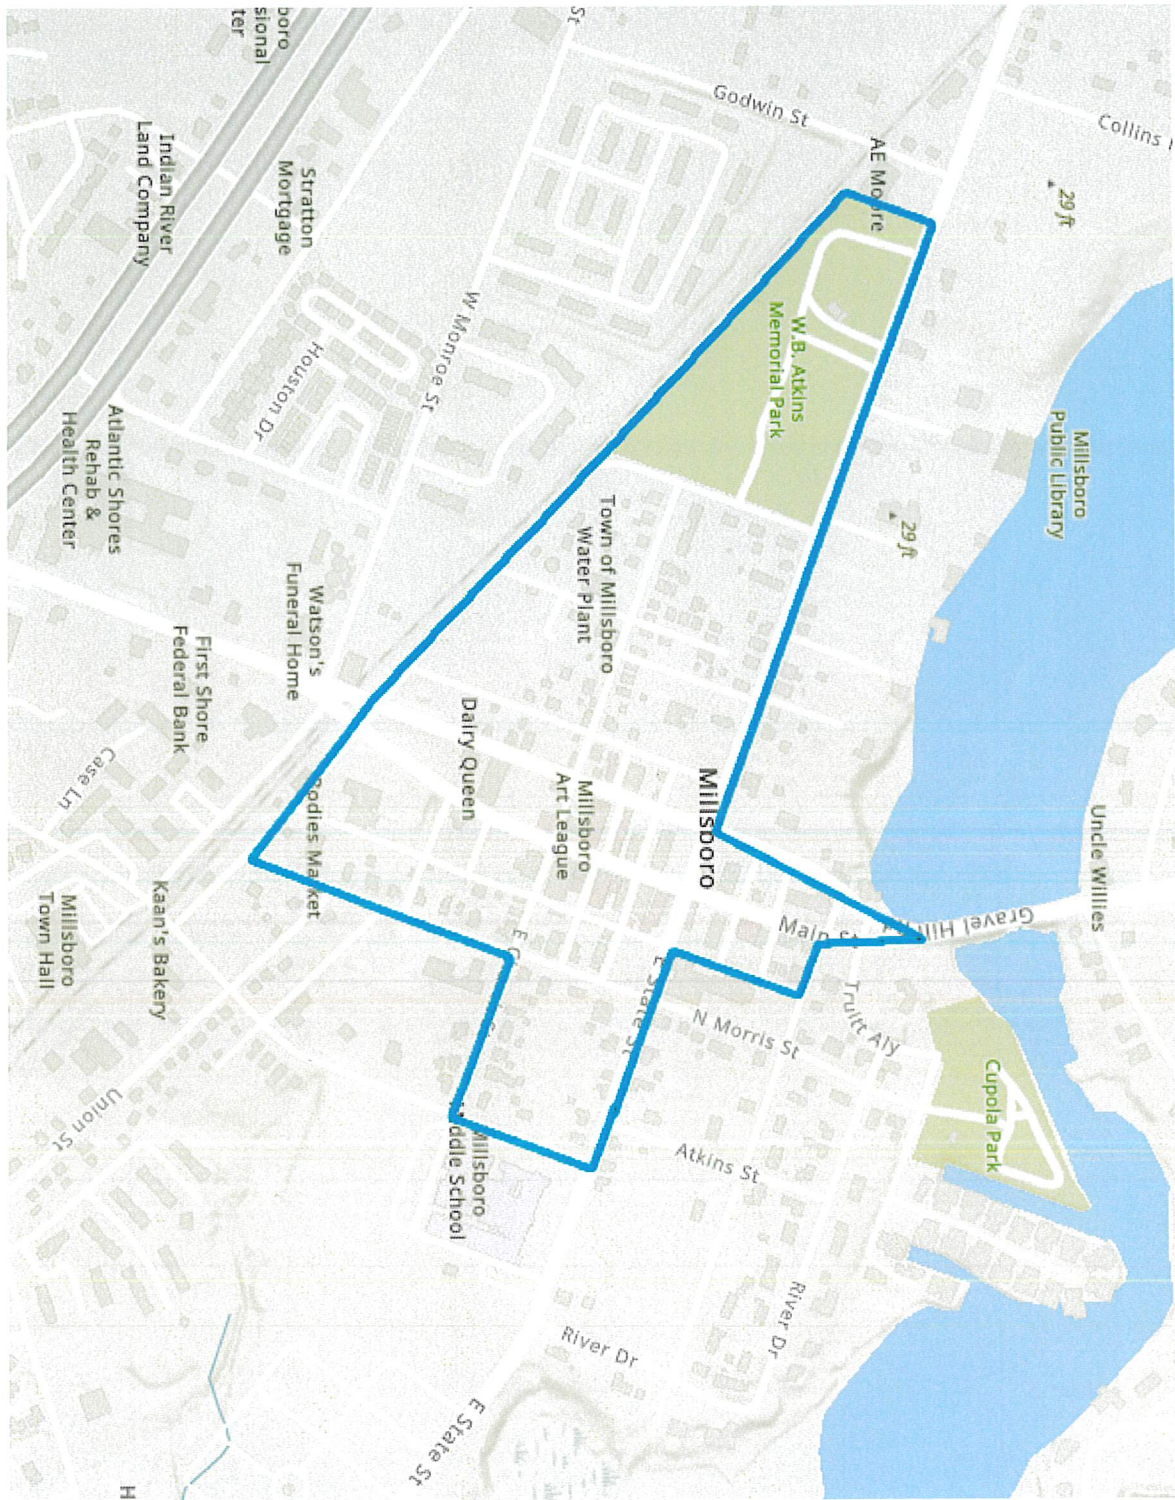 Godwin St
Collins
AE Moore
29 ft
Indian River
Land Company
Stratton
Mortgage
W Monroe St
Houston Dr
W.B. Atkins
Memorial Park
Millsboro
Public Library
29 ft
Atlantic Shores
Rehab &
Health Center
Town of Millsboro
Water Plant
Watson's
Funeral Home
First Shore
Federal Bank
Case Ln
Dairy Queen
Millsboro
Art League
Millsboro
Uncle Willies
Bodies Market
Kaan's Bakery
Millsboro
Town Hall
Main St
Gravel Hill Rd
Truitt Aly
N Morris St
E State St
Cupola Park
Union St
Millsboro
Middle School
Atkins St
River Dr
River Dr
E State St
H